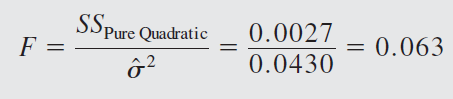 F = SS_Pure Quadratic / σ̂² = 0.0027 / 0.0430 = 0.063